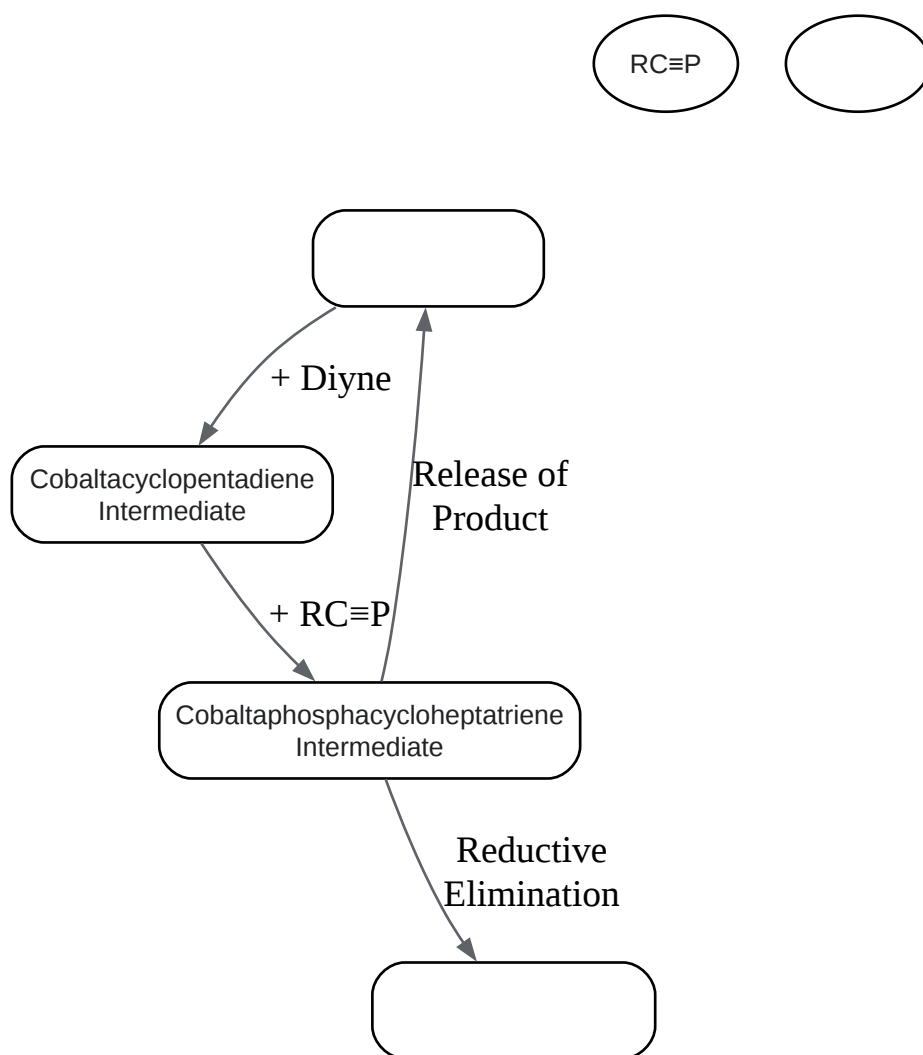 RC≡P
+ Diyne
Cobaltacyclopentadiene
Intermediate
Release of
Product
+ RC≡P
Cobaltaphosphacycloheptatriene
Intermediate
Reductive
Elimination